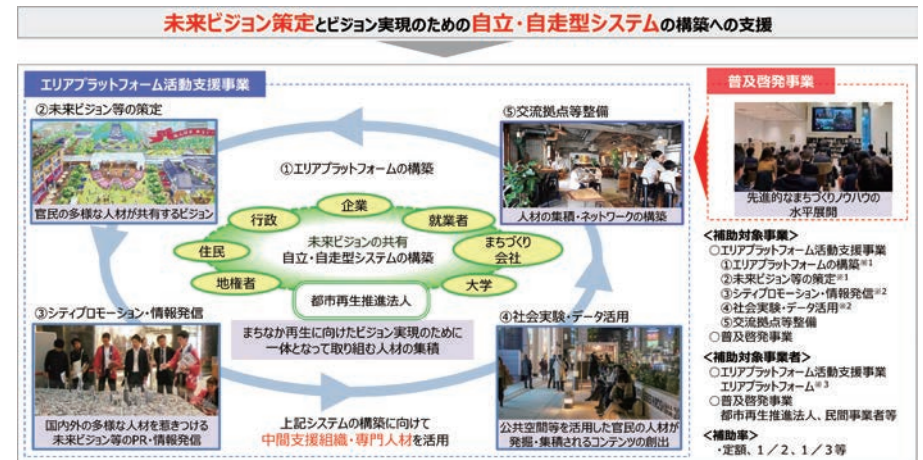 未来ビジョン策定とビジョン実現のための自立・自走型システムの構築への支援
エリアプラットフォーム活動支援事業
②未来ビジョン等の策定
官民の多様な人材が共有するビジョン
①エリアプラットフォームの構築
⑤交流拠点等整備
人材の集積・ネットワークの構築
企業
行政
就業者
住民
まちづくり
会社
地権者
大学
未来ビジョンの共有
自立・自走型システムの構築
都市再生推進法人
まちなか再生に向けたビジョン実現のために
一体となって取り組む人材の集積
③シティプロモーション・情報発信
国内外の多様な人材を惹きつける
未来ビジョン等のPR・情報発信
④社会実験・データ活用
公共空間等を活用した官民の人材が
発掘・集積されるコンテンツの創出
上記システムの構築に向けて
中間支援組織・専門人材を活用
普及啓発事業
先進的なまちづくりノウハウの
水平展開
<補助対象事業>
○エリアプラットフォーム活動支援事業
①エリアプラットフォームの構築※1
②未来ビジョン等の策定※1
③シティプロモーション・情報発信※2
④社会実験・データ活用※2
⑤交流拠点等整備
○普及啓発事業
<補助対象事業者>
○エリアプラットフォーム活動支援事業
エリアプラットフォーム※3
○普及啓発事業
都市再生推進法人、民間事業者等
<補助率>
・定額、1/2、1/3等